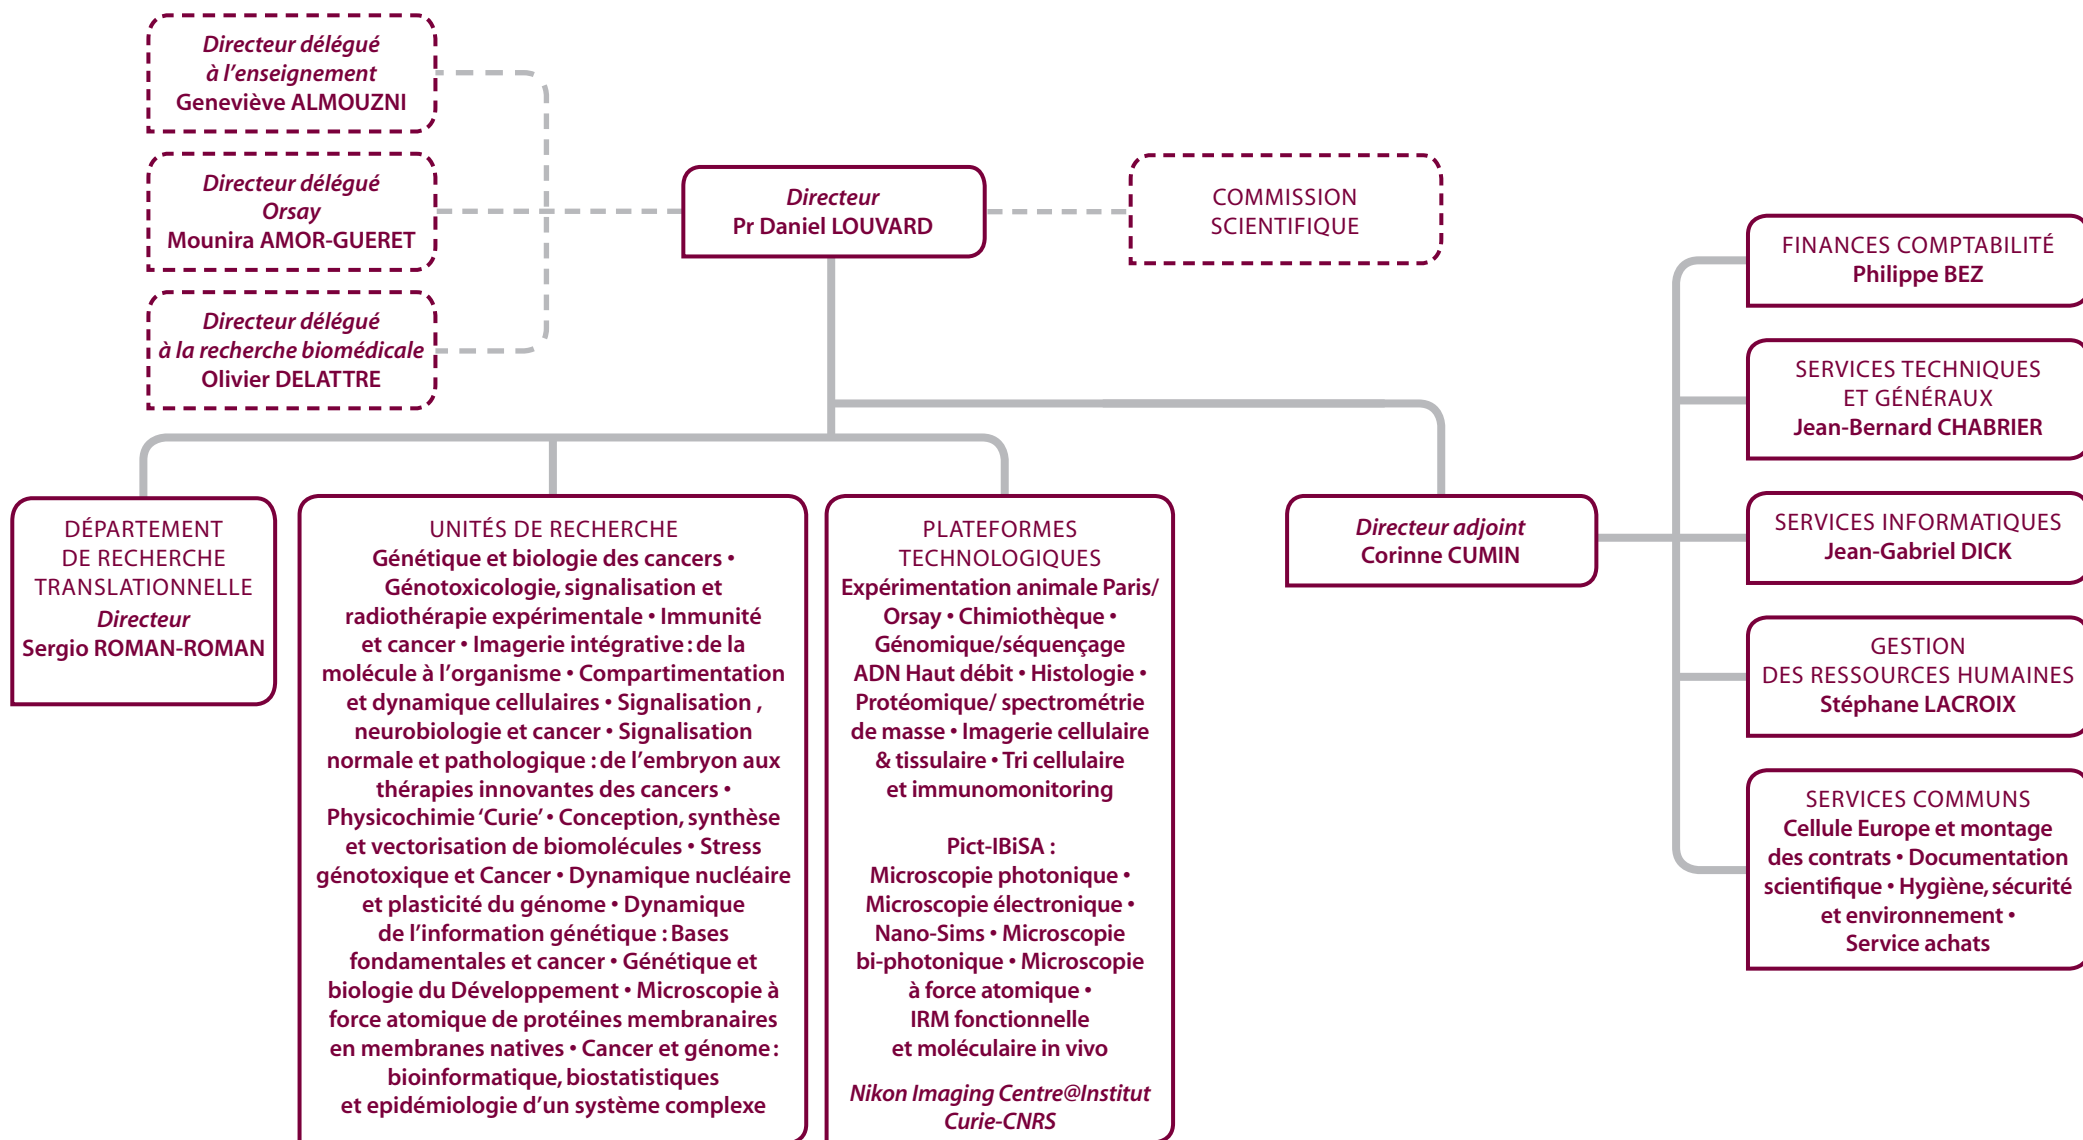 Directeur délégué
à l'enseignement
Geneviève ALMOUZNI
Directeur délégué
Orsay
Mounira AMOR-GUERET
Directeur délégué
à la recherche biomédicale
Olivier DELATTRE
Directeur
Pr Daniel LOUVARD
COMMISSION
SCIENTIFIQUE
DÉPARTEMENT
DE RECHERCHE
TRANSLATIONNELLE
Directeur
Sergio ROMAN-ROMAN
UNITÉS DE RECHERCHE
Génétique et biologie des cancers •
Génotoxicologie, signalisation et
radiothérapie expérimentale • Immunité
et cancer • Imagerie intégrative : de la
molécule à l'organisme • Compartimentation
et dynamique cellulaires • Signalisation ,
neurobiologie et cancer • Signalisation
normale et pathologique : de l'embryon aux
thérapies innovantes des cancers •
Physicochimie 'Curie' • Conception, synthèse
et vectorisation de biomolécules • Stress
génotoxique et Cancer • Dynamique nucléaire
et plasticité du génome • Dynamique
de l'information génétique : Bases
fondamentales et cancer • Génétique et
biologie du Développement • Microscopie à
force atomique de protéines membranaires
en membranes natives • Cancer et génome :
bioinformatique, biostatistiques
et epidémiologie d'un système complexe
PLATEFORMES
TECHNOLOGIQUES
Expérimentation animale Paris/
Orsay • Chimiothèque •
Génomique/séquençage
ADN Haut débit • Histologie •
Protéomique/ spectrométrie
de masse • Imagerie cellulaire
& tissulaire • Tri cellulaire
et immunomonitoring
Pict-IBiSA :
Microscopie photonique •
Microscopie électronique •
Nano-Sims • Microscopie
bi-photonique • Microscopie
à force atomique •
IRM fonctionnelle
et moléculaire in vivo
Nikon Imaging Centre@Institut
Curie-CNRS
Directeur adjoint
Corinne CUMIN
FINANCES COMPTABILITÉ
Philippe BEZ
SERVICES TECHNIQUES
ET GÉNÉRAUX
Jean-Bernard CHABRIER
SERVICES INFORMATIQUES
Jean-Gabriel DICK
GESTION
DES RESSOURCES HUMAINES
Stéphane LACROIX
SERVICES COMMUNS
Cellule Europe et montage
des contrats • Documentation
scientifique • Hygiène, sécurité
et environnement •
Service achats